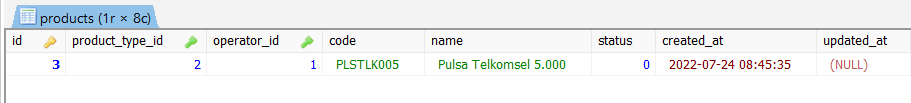 products (1r × 8c)
id product_type_id operator_id code name status created_at updated_at
3 2 1 PLSTLK005 Pulsa Telkomsel 5.000 0 2022-07-24 08:45:35 (NULL)